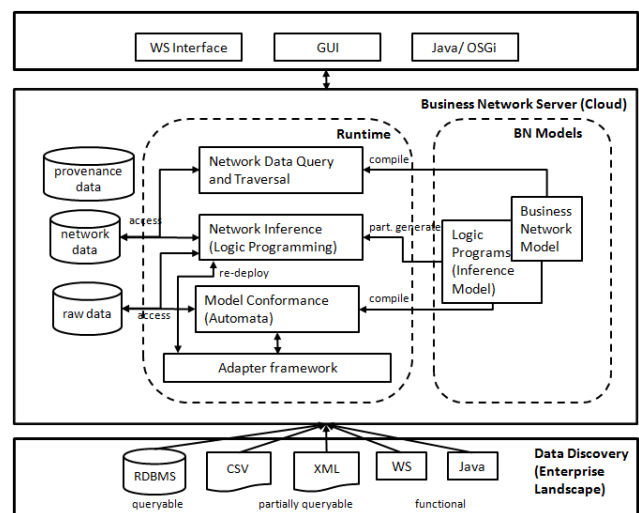 WS Interface
GUI
Java/ OSGi
Business Network Server (Cloud)
Runtime
BN Models
provenance
data
Network Data Query
and Traversal
compile
access
network
data
Network Inference
(Logic Programming)
part. generate
Logic
Programs
(Inference
Model)
Business
Network
Model
re-deploy
raw data
access
Model Conformance
(Automata)
compile
Adapter framework
RDBMS
CSV
XML
WS
Java
Data Discovery
(Enterprise
Landscape)
queryable
partially queryable
functional